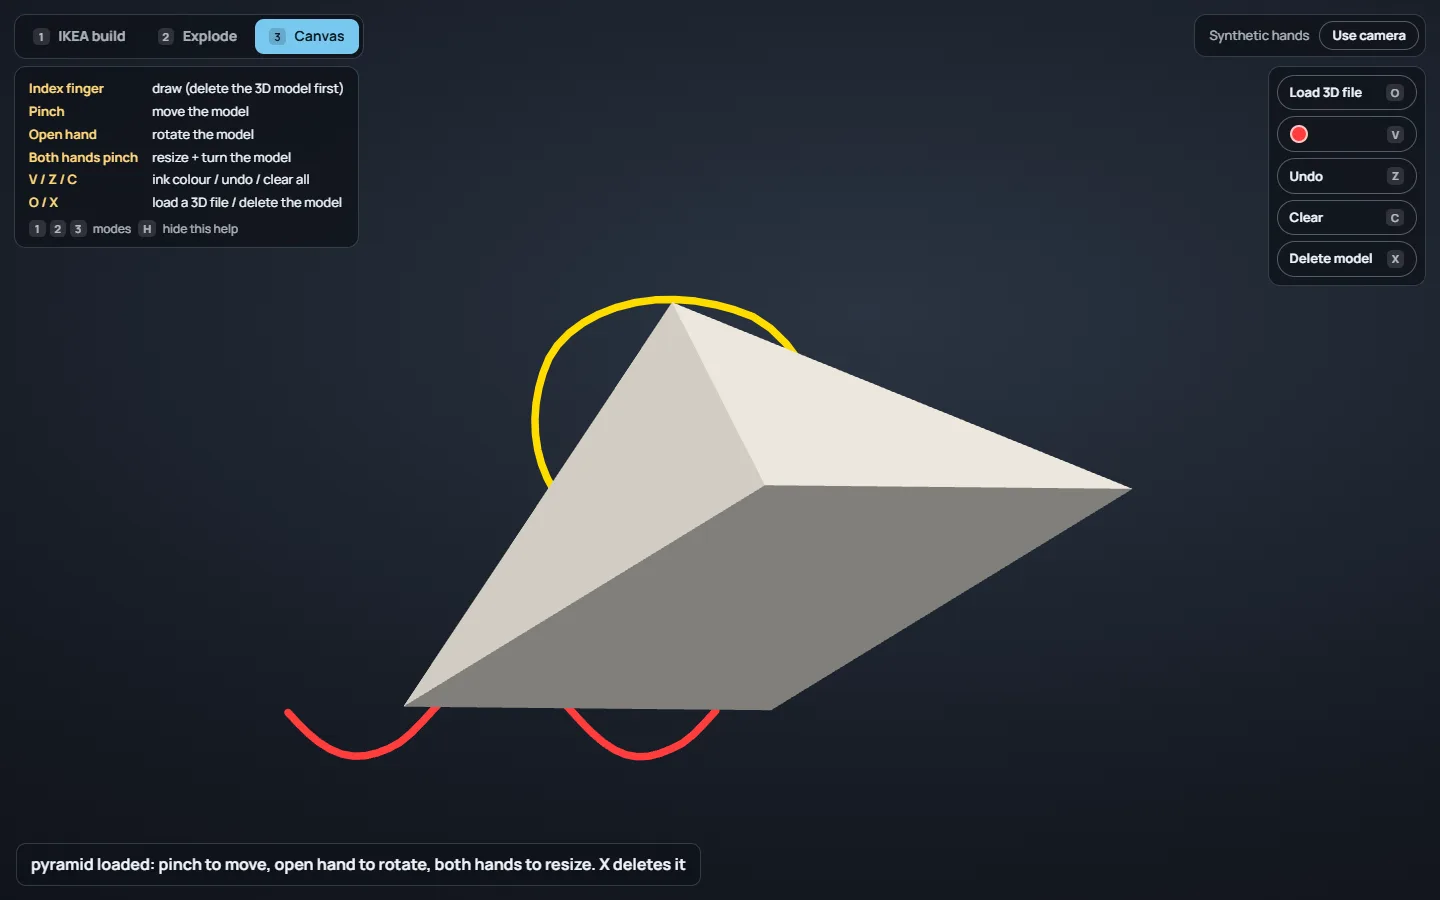 1 IKEA build 2 Explode 3 Canvas
Synthetic hands Use camera
Index finger draw (delete the 3D model first)
Pinch move the model
Open hand rotate the model
Both hands pinch resize + turn the model
V / Z / C ink colour / undo / clear all
O / X load a 3D file / delete the model
1 2 3 modes H hide this help
Load 3D file O
V
Undo Z
Clear C
Delete model X
pyramid loaded: pinch to move, open hand to rotate, both hands to resize. X deletes it